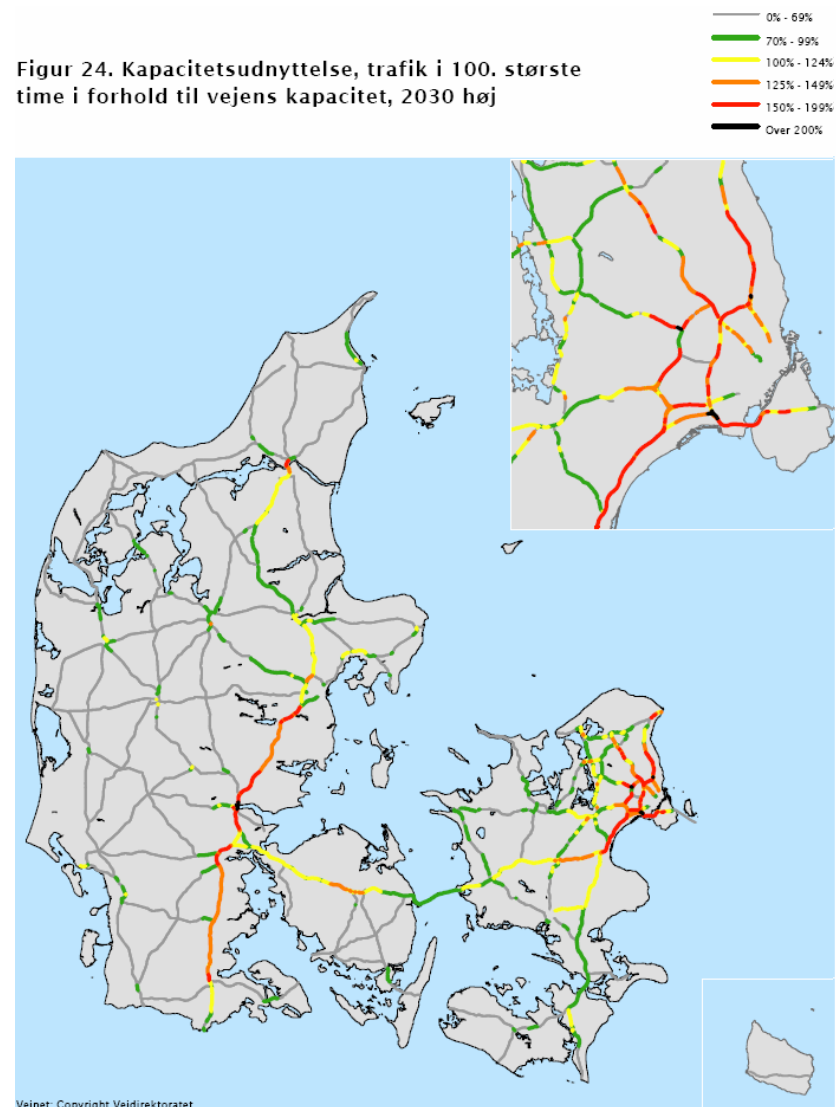 0% - 69%
70% - 99%
100% - 124%
125% - 149%
150% - 199%
Over 200%
Figur 24. Kapacitetsudnyttelse, trafik i 100. største
time i forhold til vejens kapacitet, 2030 høj
Vejnet: Copyright Vejdirektoratet